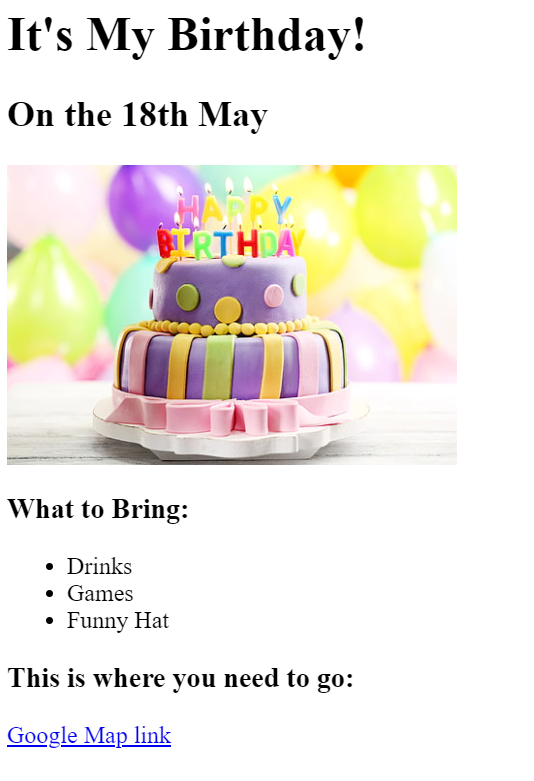 It's My Birthday!
On the 18th May
HAPPY
BIRTHDAY
What to Bring:
Drinks
Games
Funny Hat
This is where you need to go:
Google Map link